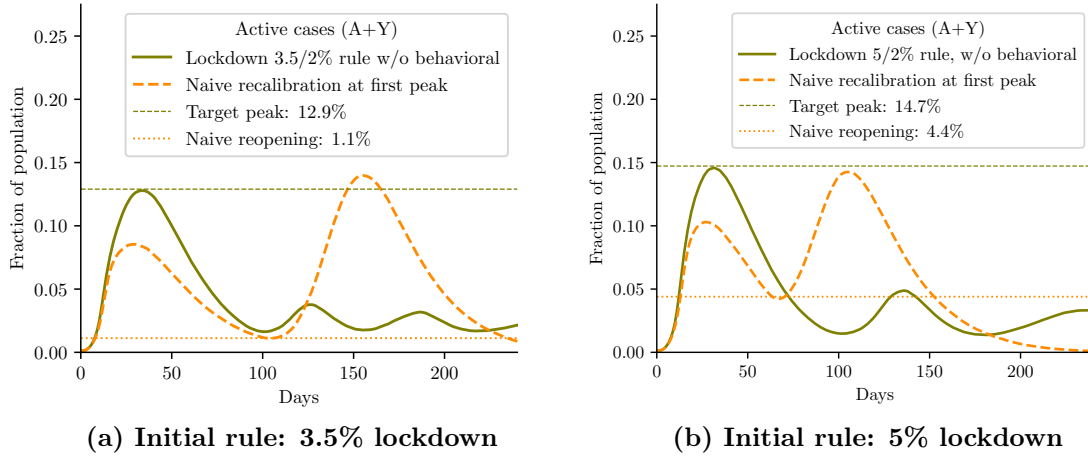 Active cases (A+Y)
Lockdown 3.5/2% rule w/o behavioral
Naive recalibration at first peak
Target peak: 12.9%
Naive reopening: 1.1%
Fraction of population
0.25
0.20
0.15
0.10
0.05
0.00
0
50
100
150
200
Days
(a) Initial rule: 3.5% lockdown
Active cases (A+Y)
Lockdown 5/2% rule, w/o behavioral
Naive recalibration at first peak
Target peak: 14.7%
Naive reopening: 4.4%
Fraction of population
0.25
0.20
0.15
0.10
0.05
0.00
0
50
100
150
200
Days
(b) Initial rule: 5% lockdown